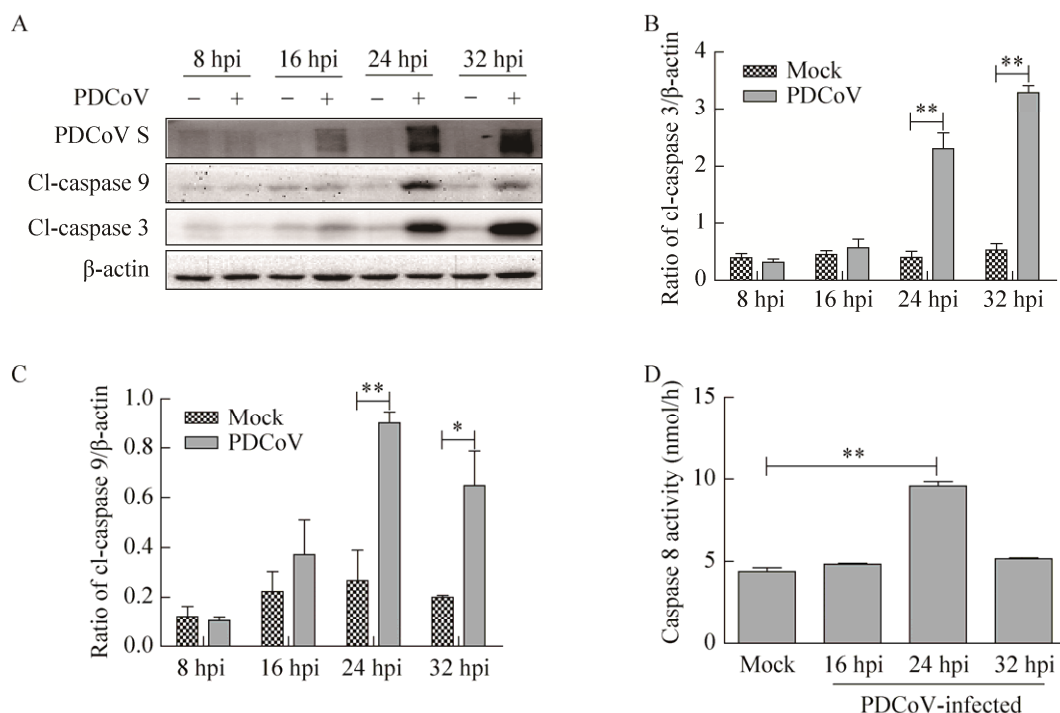 A
8 hpi 16 hpi 24 hpi 32 hpi
PDCoV − + − + − + − +
PDCoV S
Cl-caspase 9
Cl-caspase 3
β-actin
B
Ratio of cl-caspase 3/β-actin
4
3
2
1
0
Mock
PDCoV
**
**
8 hpi 16 hpi 24 hpi 32 hpi
C
Ratio of cl-caspase 9/β-actin
1.0
0.8
0.6
0.4
0.2
0.0
Mock
PDCoV
**
*
8 hpi 16 hpi 24 hpi 32 hpi
D
Caspase 8 activity (nmol/h)
15
10
5
0
**
Mock 16 hpi 24 hpi 32 hpi
PDCoV-infected